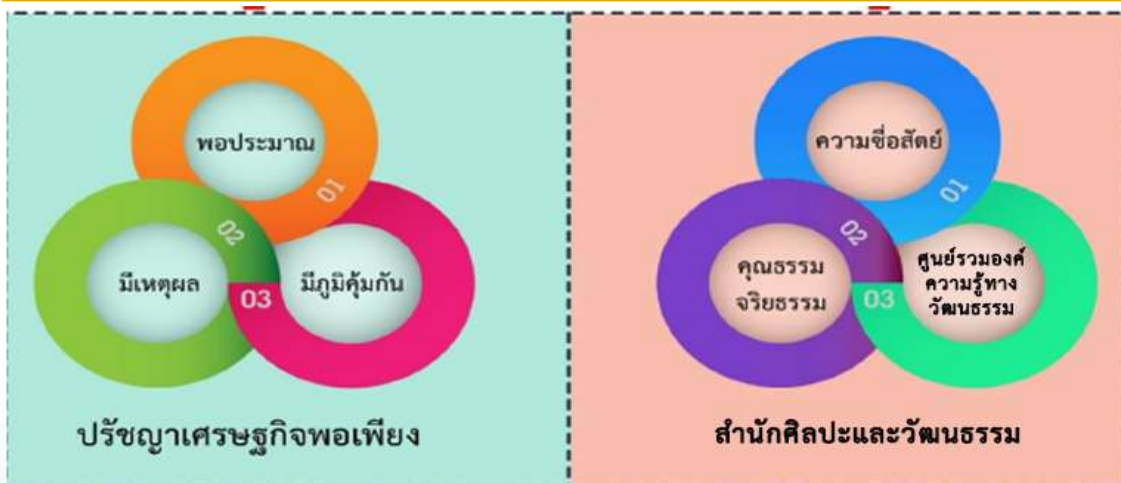 พอประมาณ
01
02
มีเหตุผล
03
มีภูมิคุ้มกัน
ปรัชญาเศรษฐกิจพอเพียง
ความซื่อสัตย์
01
02
คุณธรรม
จริยธรรม
03
ศูนย์รวมองค์
ความรู้ทาง
วัฒนธรรม
สำนักศิลปะและวัฒนธรรม